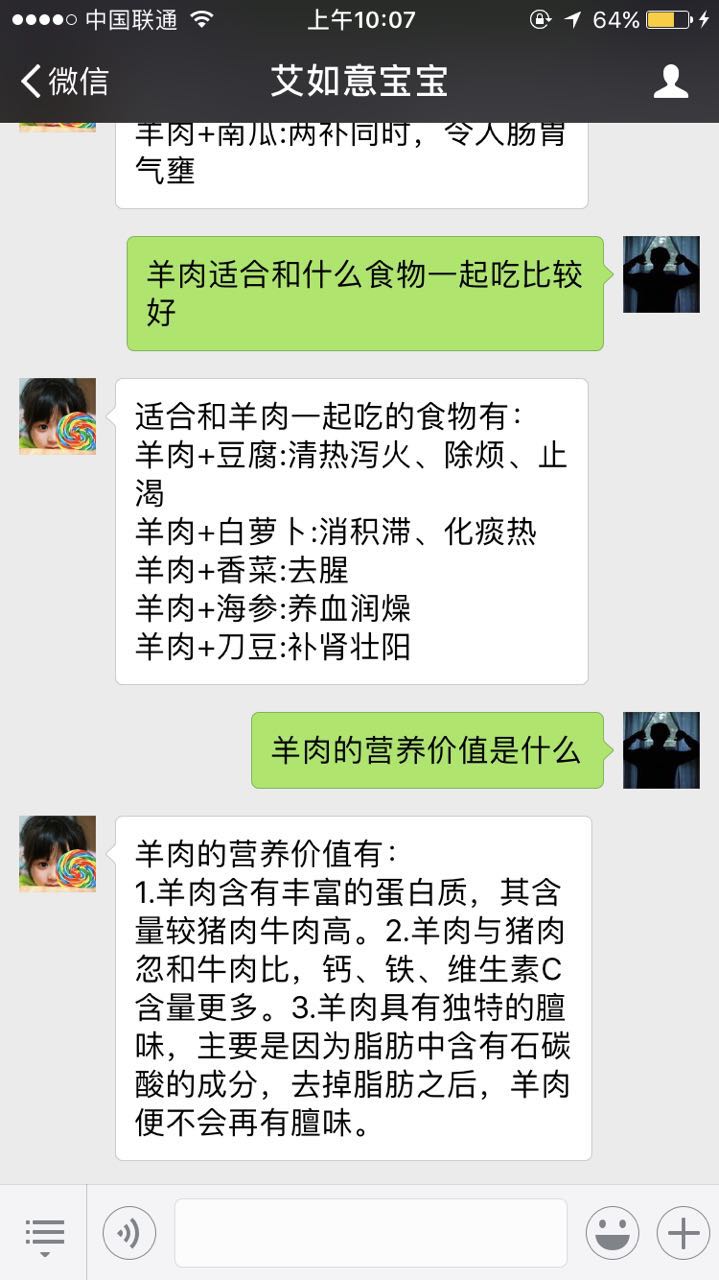 中国联通
上午10:07
64%
微信
艾如意宝宝
羊肉+南瓜:两补同时，令人肠胃
气壅
羊肉适合和什么食物一起吃比较
好
适合和羊肉一起吃的食物有：
羊肉+豆腐:清热泻火、除烦、止
渴
羊肉+白萝卜:消积滞、化痰热
羊肉+香菜:去腥
羊肉+海参:养血润燥
羊肉+刀豆:补肾壮阳
羊肉的营养价值是什么
羊肉的营养价值有：
1.羊肉含有丰富的蛋白质，其含
量较猪肉牛肉高。2.羊肉与猪肉
忍和牛肉比，钙、铁、维生素C
含量更多。3.羊肉具有独特的膻
味，主要是因为脂肪中含有石碳
酸的成分，去掉脂肪之后，羊肉
便不会再有膻味。